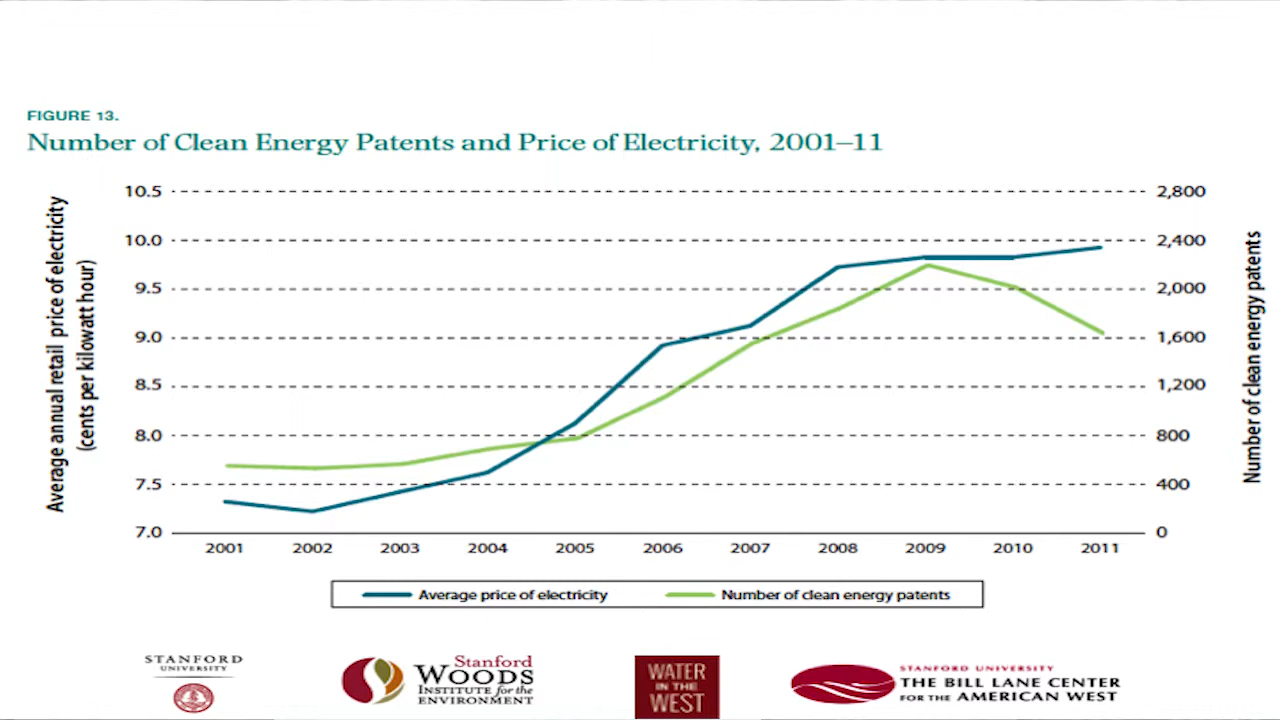 FIGURE 13.
Number of Clean Energy Patents and Price of Electricity, 2001–11
Average annual retail price of electricity
(cents per kilowatt hour)
10.5
10.0
9.5
9.0
8.5
8.0
7.5
7.0
2,800
2,400
2,000
1,600
1,200
800
400
0
Number of clean energy patents
2001 2002 2003 2004 2005 2006 2007 2008 2009 2010 2011
Average price of electricity
Number of clean energy patents
STANFORD
UNIVERSITY
Stanford
WOODS
INSTITUTE for the
ENVIRONMENT
WATER
IN THE
WEST
STANFORD UNIVERSITY
THE BILL LANE CENTER
FOR THE AMERICAN WEST